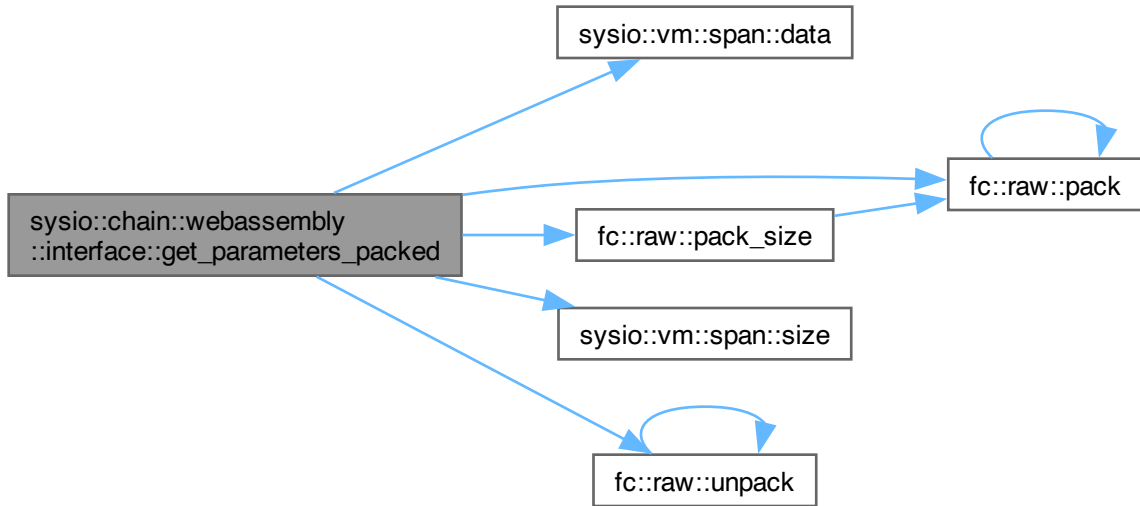 sysio::vm::span::data
fc::raw::pack
sysio::chain::webassembly
::interface::get_parameters_packed
fc::raw::pack_size
sysio::vm::span::size
fc::raw::unpack